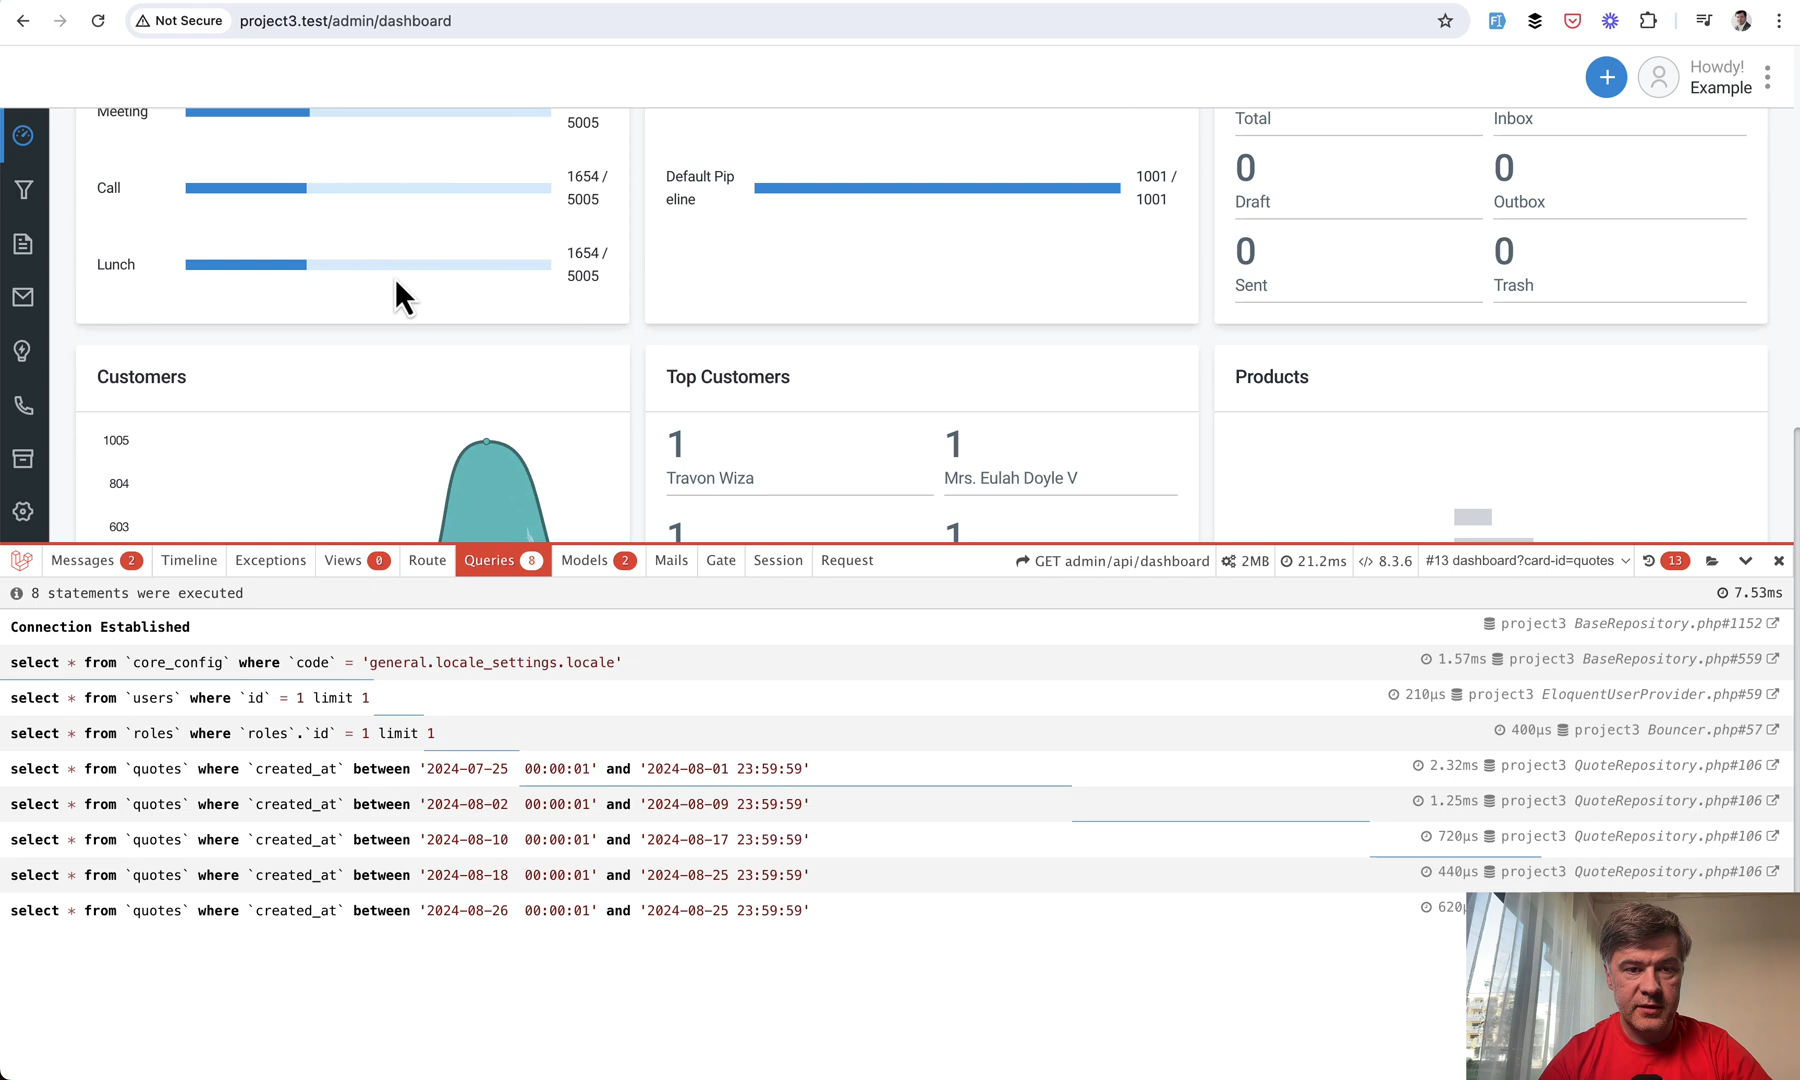 Not Secure project3.test/admin/dashboard
Howdy!
Example
Meeting
5005
Call
1654 /
5005
Lunch
1654 /
5005
Default Pip
eline
1001 /
1001
Total
Inbox
0
Draft
0
Outbox
0
Sent
0
Trash
Customers
1005
804
603
Top Customers
1
Travon Wiza
1
Mrs. Eulah Doyle V
1
1
Products
Messages 2 Timeline Exceptions Views 0 Route Queries 8 Models 2 Mails Gate Session Request GET admin/api/dashboard 2MB 21.2ms 8.3.6 #13 dashboard?card-id=quotes 13
8 statements were executed 7.53ms
Connection Established project3 BaseRepository.php#1152
select * from `core_config` where `code` = 'general.locale_settings.locale' 1.57ms project3 BaseRepository.php#559
select * from `users` where `id` = 1 limit 1 210μs project3 EloquentUserProvider.php#59
select * from `roles` where `roles`.`id` = 1 limit 1 400μs project3 Bouncer.php#57
select * from `quotes` where `created_at` between '2024-07-25  00:00:01' and '2024-08-01 23:59:59' 2.32ms project3 QuoteRepository.php#106
select * from `quotes` where `created_at` between '2024-08-02  00:00:01' and '2024-08-09 23:59:59' 1.25ms project3 QuoteRepository.php#106
select * from `quotes` where `created_at` between '2024-08-10  00:00:01' and '2024-08-17 23:59:59' 720μs project3 QuoteRepository.php#106
select * from `quotes` where `created_at` between '2024-08-18  00:00:01' and '2024-08-25 23:59:59' 440μs project3 QuoteRepository.php#106
select * from `quotes` where `created_at` between '2024-08-26  00:00:01' and '2024-08-25 23:59:59' 620μ